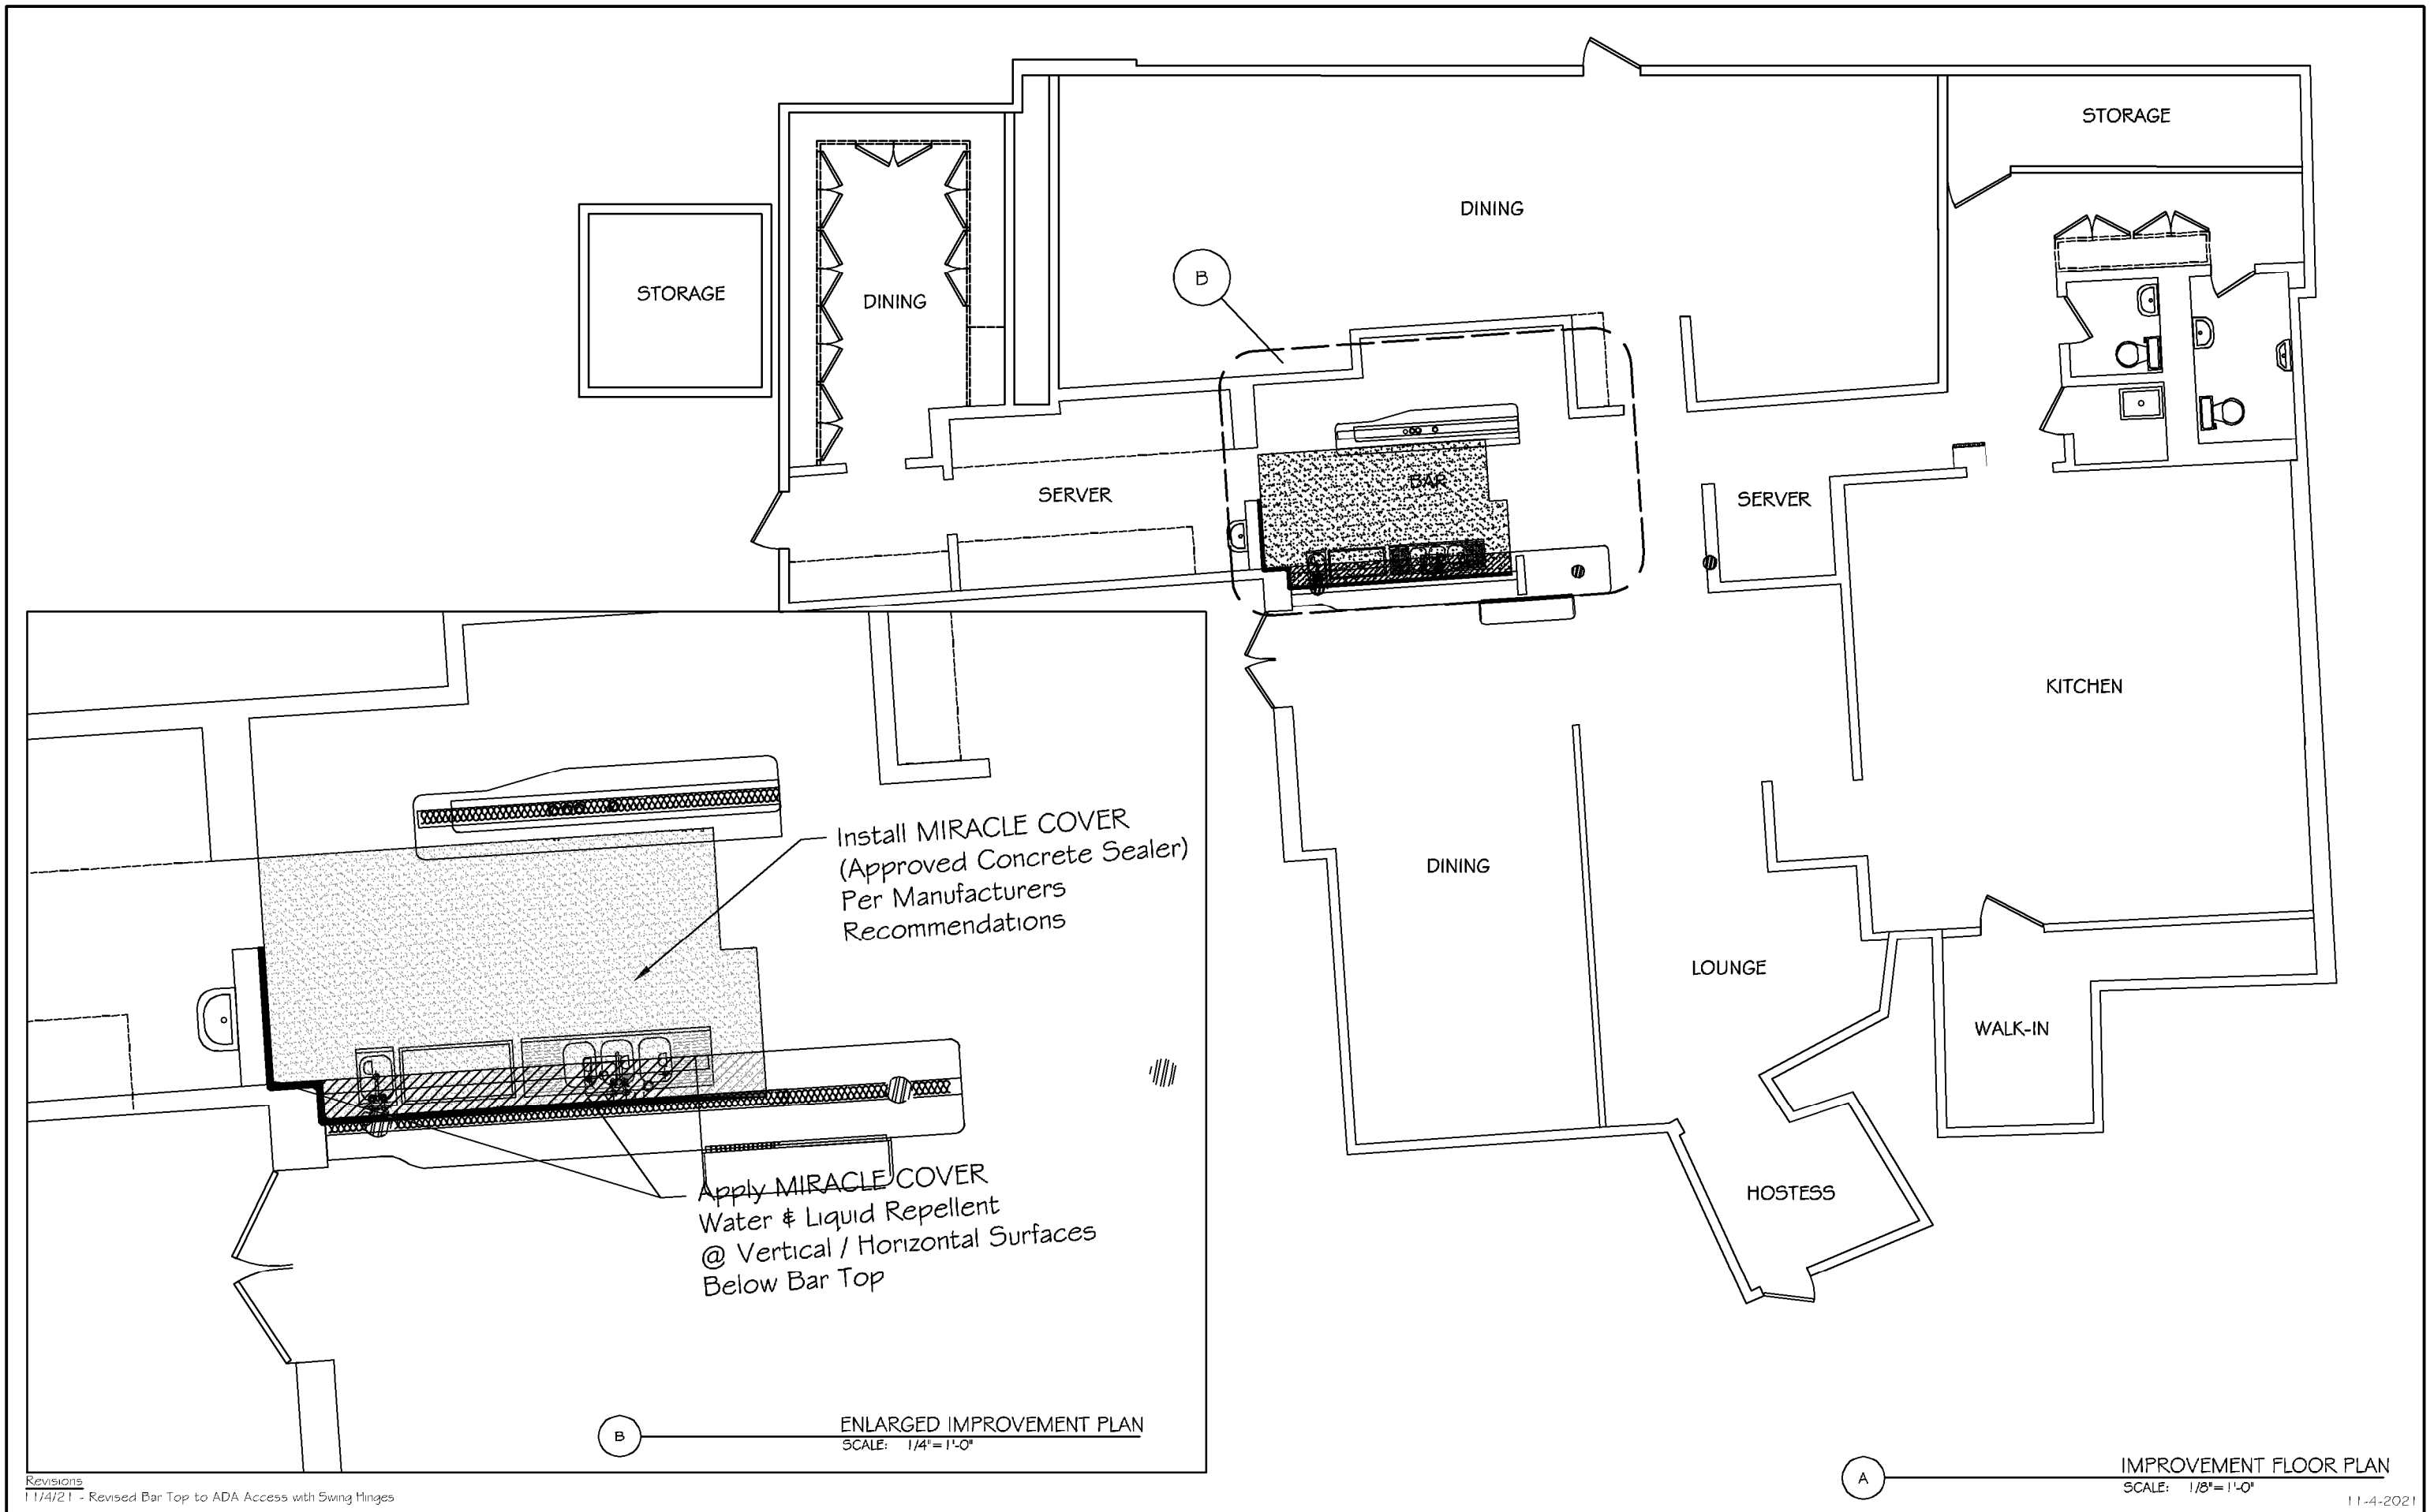 STORAGE
DINING
STORAGE
DINING
B
BAR
SERVER
SERVER
KITCHEN
Install MIRACLE COVER
(Approved Concrete Sealer)
Per Manufacturers
Recommendations
DINING
LOUNGE
WALK-IN
Apply MIRACLE COVER
Water & Liquid Repellent
@ Vertical / Horizontal Surfaces
Below Bar Top
HOSTESS
B
ENLARGED IMPROVEMENT PLAN
SCALE: 1/4"=1'-0"
A
IMPROVEMENT FLOOR PLAN
SCALE: 1/8"=1'-0"
Revisions
11/4/21 - Revised Bar Top to ADA Access with Swing Hinges
11-4-2021